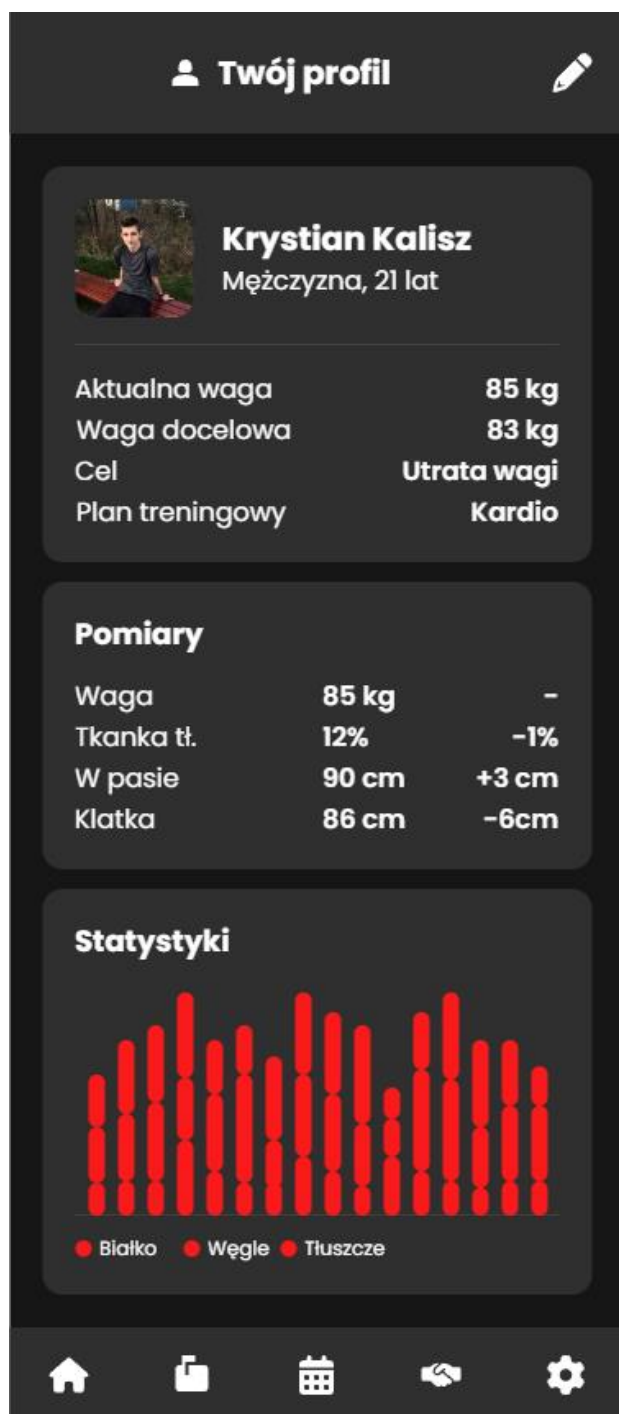 Twój profil
Krystian Kalisz
Mężczyzna, 21 lat
Aktualna waga 85 kg
Waga docelowa 83 kg
Cel Utrata wagi
Plan treningowy Kardio
Pomiary
Waga 85 kg -
Tkanka tł. 12% -1%
W pasie 90 cm +3 cm
Klatka 86 cm -6cm
Statystyki
Białko Węgle Tłuszcze